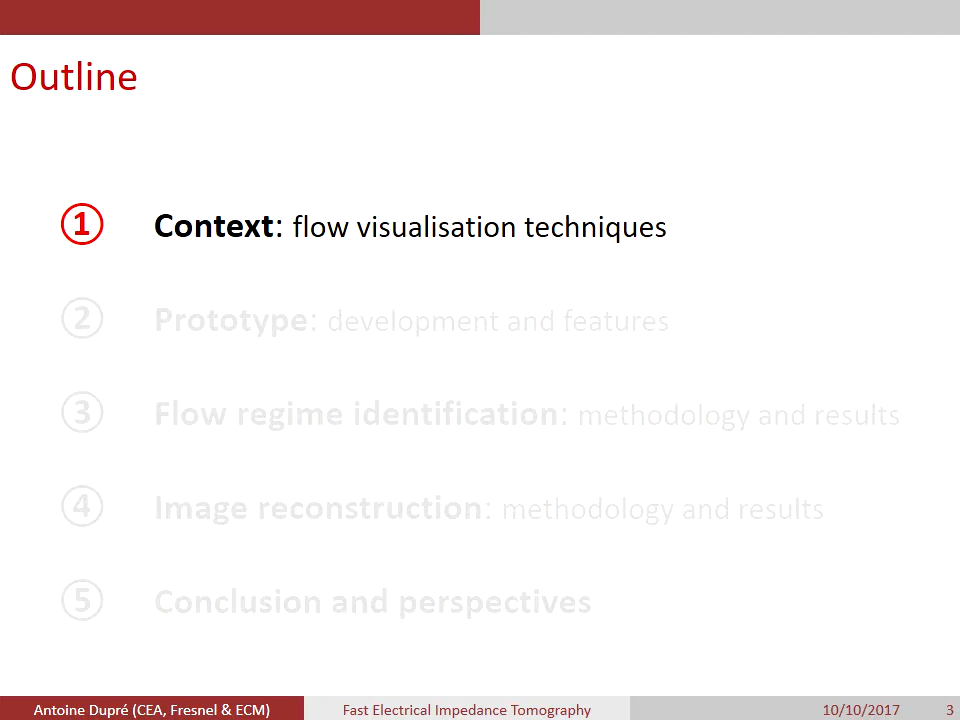 Outline
① Context: flow visualisation techniques
② Prototype: development and features
③ Flow regime identification: methodology and results
④ Image reconstruction: methodology and results
⑤ Conclusion and perspectives
Antoine Dupré (CEA, Fresnel & ECM) Fast Electrical Impedance Tomography 10/10/2017 3